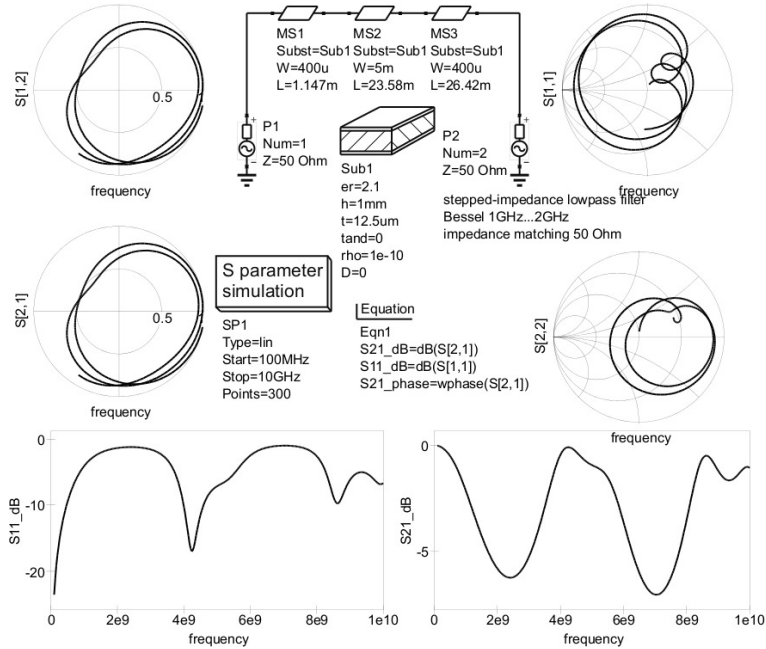 S[1,2]
0.5
frequency
MS1
Subst=Sub1
W=400u
L=1.147m
MS2
Subst=Sub1
W=5m
L=23.58m
MS3
Subst=Sub1
W=400u
L=26.42m
P1
Num=1
Z=50 Ohm
Sub1
er=2.1
h=1mm
t=12.5um
tand=0
rho=1e-10
D=0
P2
Num=2
Z=50 Ohm
S[1,1]
frequency
stepped-impedance lowpass filter
Bessel 1GHz...2GHz
impedance matching 50 Ohm
S[2,1]
0.5
frequency
S parameter
simulation
SP1
Type=lin
Start=100MHz
Stop=10GHz
Points=300
Equation
Eqn1
S21_dB=dB(S[2,1])
S11_dB=dB(S[1,1])
S21_phase=wphase(S[2,1])
S[2,2]
frequency
S11_dB
0
-10
-20
0 2e9 4e9 6e9 8e9 1e10
frequency
S21_dB
0
-5
0 2e9 4e9 6e9 8e9 1e10
frequency